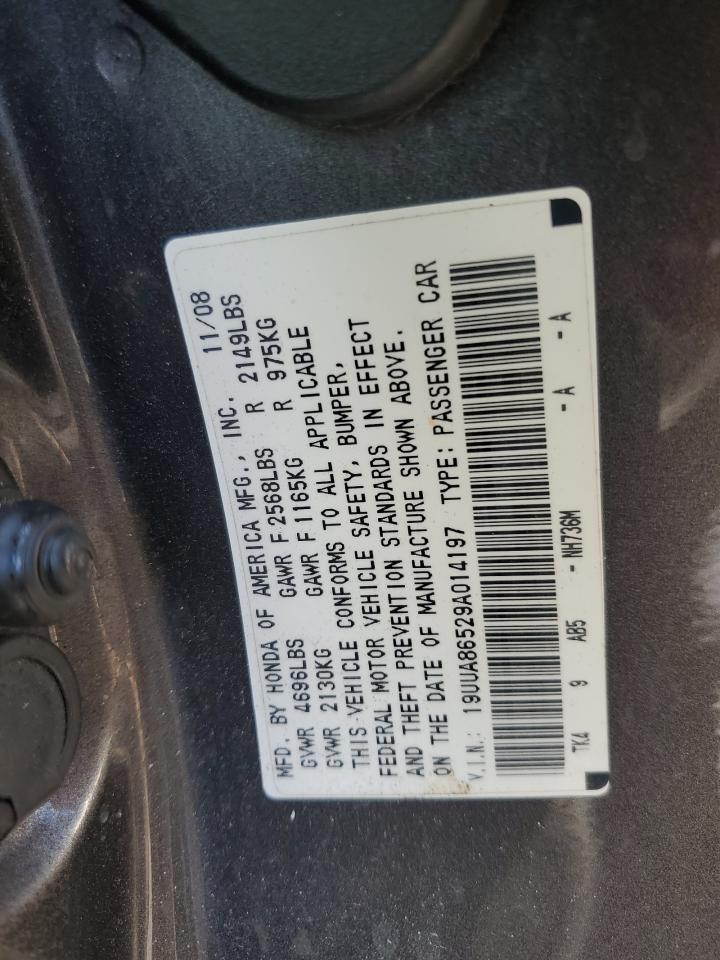 MFD. BY HONDA OF AMERICA MFG., INC. 11/08
GVWR 4696LBS GAWR F 2568LBS R 2149LBS
GVWR 2130KG GAWR F 1165KG R 975KG
THIS VEHICLE CONFORMS TO ALL APPLICABLE
FEDERAL MOTOR VEHICLE SAFETY, BUMPER,
AND THEFT PREVENTION STANDARDS IN EFFECT
ON THE DATE OF MANUFACTURE SHOWN ABOVE.
V.I.N.: 19UUA86529A014197 TYPE: PASSENGER CAR
TK4 9 AB5 - NH736M - A - A